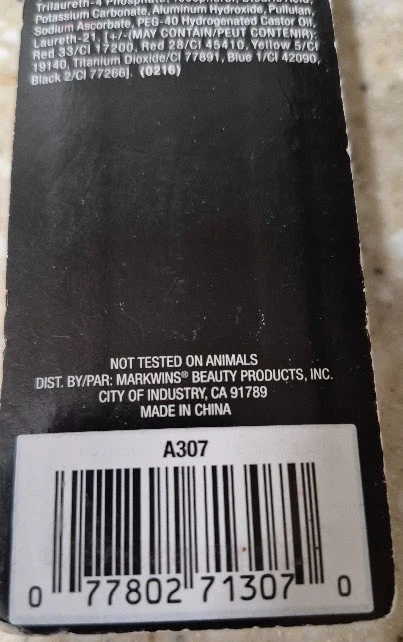 Trilaureth-4 Phosphate,
Potassium Carbonate, Aluminum Hydroxide, Pullulan,
Sodium Ascorbate, PEG-40 Hydrogenated Castor Oil,
Laureth-21, [+/-(MAY CONTAIN/PEUT CONTENIR):
Red 33/CI 17200, Red 28/CI 45410, Yellow 5/CI
19140, Titanium Dioxide/CI 77891, Blue 1/CI 42090,
Black 2/CI 77266]. (0216)
NOT TESTED ON ANIMALS
DIST. BY/PAR: MARKWINS® BEAUTY PRODUCTS, INC.
CITY OF INDUSTRY, CA 91789
MADE IN CHINA
A307
0 77802 71307 0